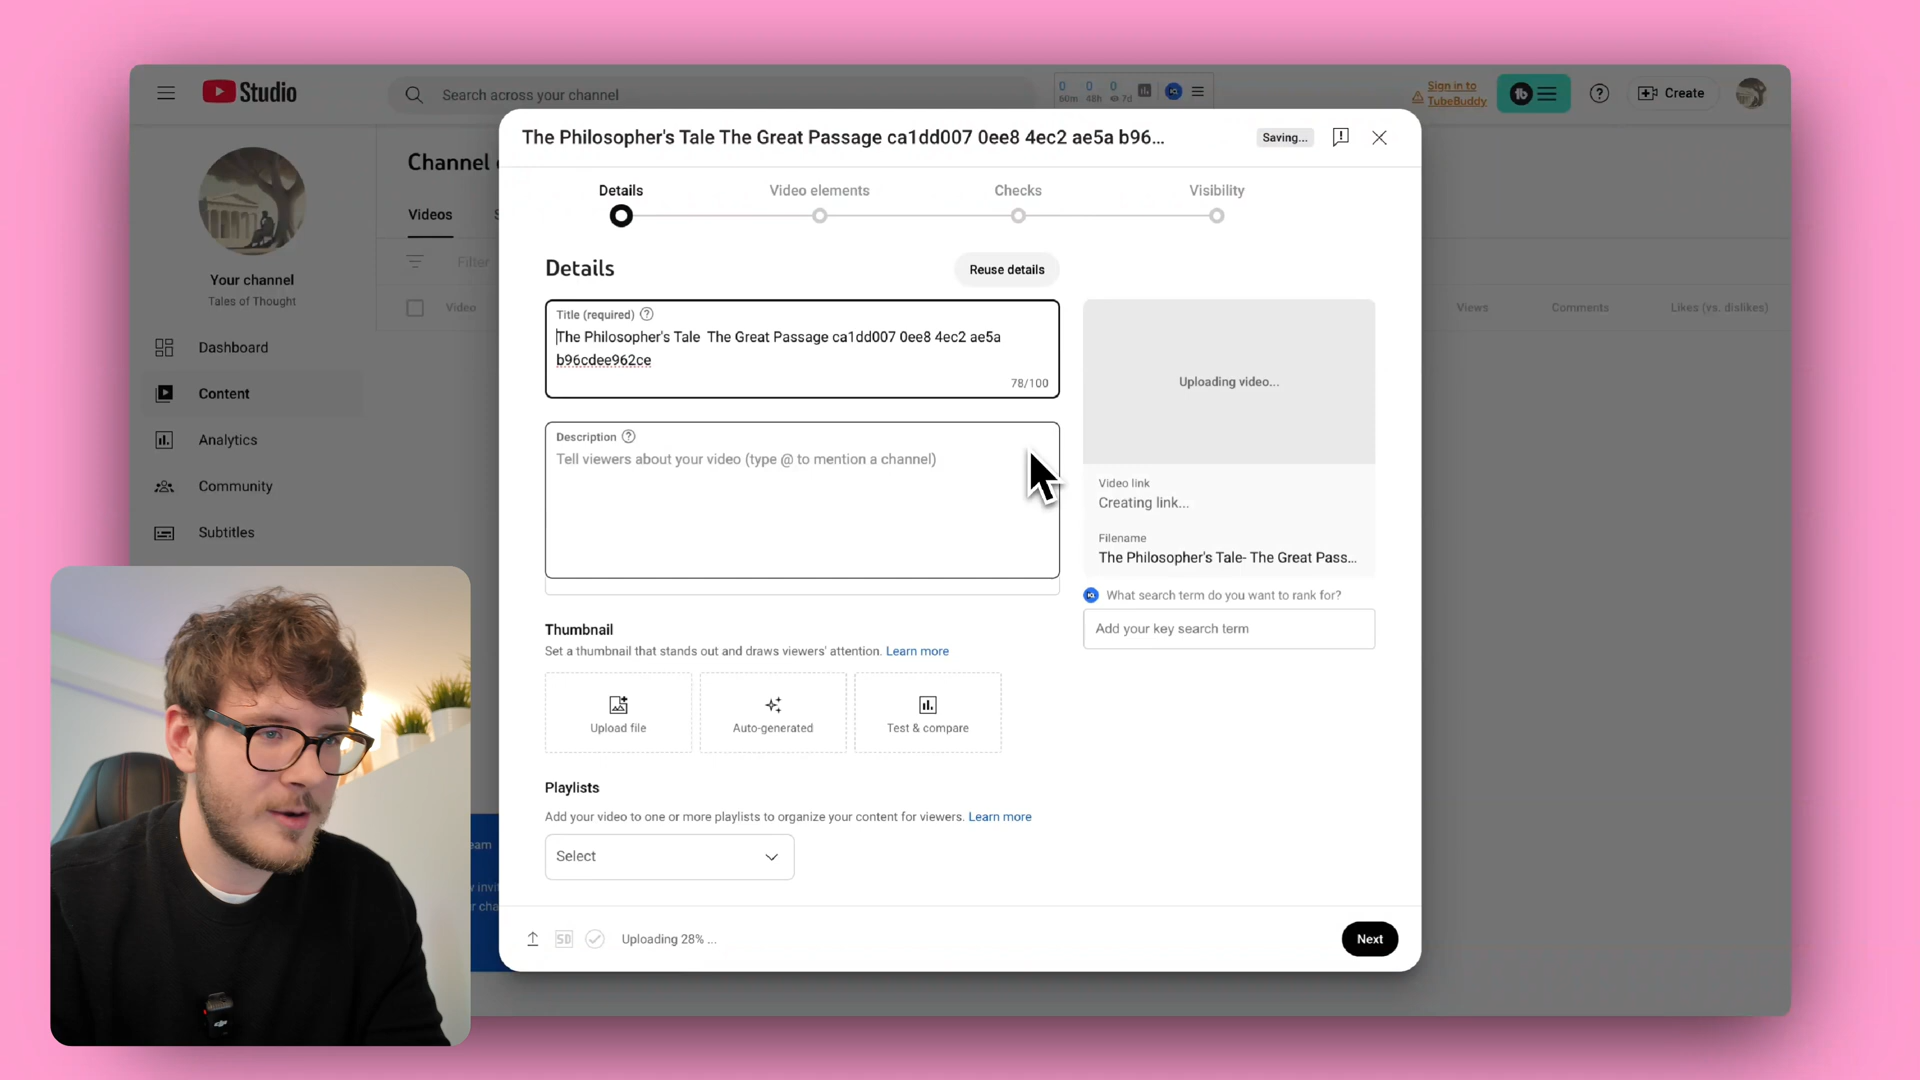 Studio
Search across your channel
0 0 0
60m 48h 7d
Sign in to
TubeBuddy
Create
The Philosopher's Tale The Great Passage ca1dd007 0ee8 4ec2 ae5a b96...
Saving...
Details
Video elements
Checks
Visibility
Channel
Videos
Filter
Video
Views
Comments
Likes (vs. dislikes)
Your channel
Tales of Thought
Dashboard
Content
Analytics
Community
Subtitles
Details
Reuse details
Title (required)
The Philosopher's Tale The Great Passage ca1dd007 0ee8 4ec2 ae5a
b96cdee962ce
78/100
Description
Tell viewers about your video (type @ to mention a channel)
Uploading video...
Video link
Creating link...
Filename
The Philosopher's Tale- The Great Pass...
What search term do you want to rank for?
Add your key search term
Thumbnail
Set a thumbnail that stands out and draws viewers' attention. Learn more
Upload file
Auto-generated
Test & compare
Playlists
Add your video to one or more playlists to organize your content for viewers. Learn more
Select
SD
Uploading 28% ...
Next